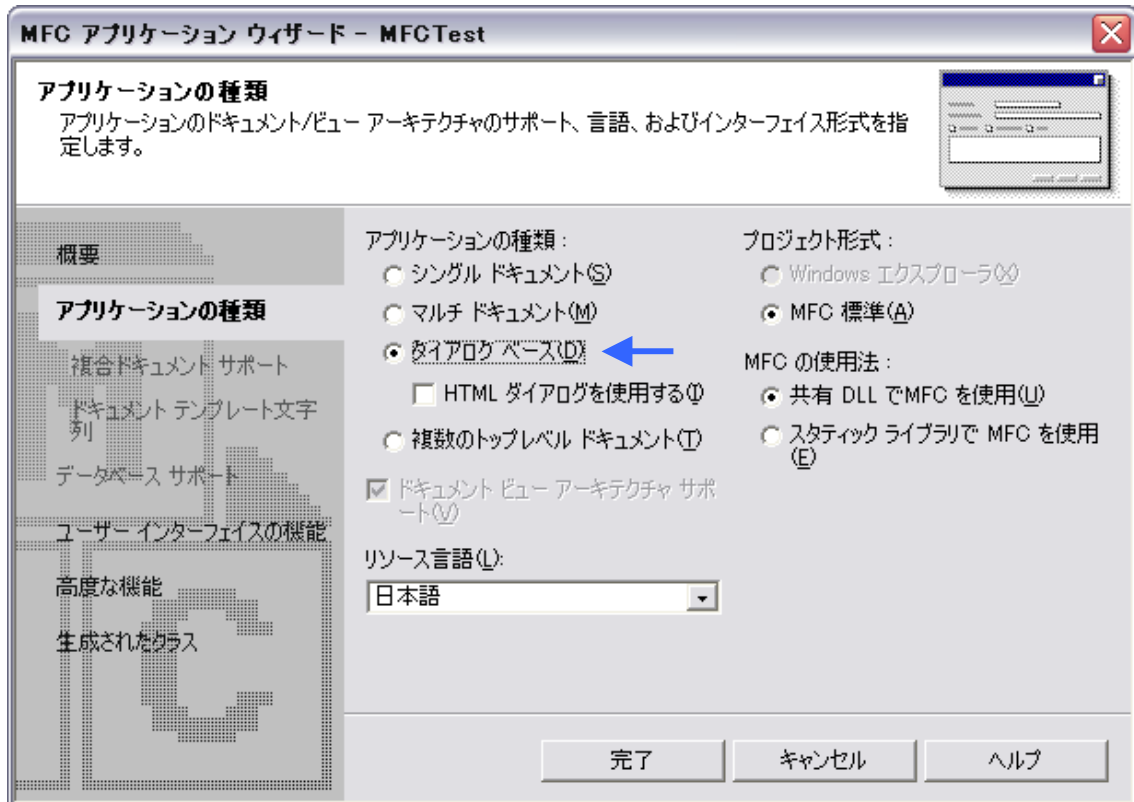 MFC アプリケーション ウィザード - MFCTest
アプリケーションの種類
アプリケーションのドキュメント/ビュー アーキテクチャのサポート、言語、およびインターフェイス形式を指
定します。
概要
アプリケーションの種類
複合ドキュメント サポート
ドキュメント テンプレート文字
列
データベース サポート
ユーザー インターフェイスの機能
高度な機能
生成されたクラス
アプリケーションの種類:
シングル ドキュメント(S)
マルチ ドキュメント(M)
ダイアログ ベース(D)
HTML ダイアログを使用する(I)
複数のトップレベル ドキュメント(T)
ドキュメント ビュー アーキテクチャ サポ
ート(V)
リソース言語(L):
日本語
プロジェクト形式:
Windows エクスプローラ(X)
MFC 標準(A)
MFC の使用法:
共有 DLL でMFC を使用(U)
スタティック ライブラリで MFC を使用
(E)
完了
キャンセル
ヘルプ